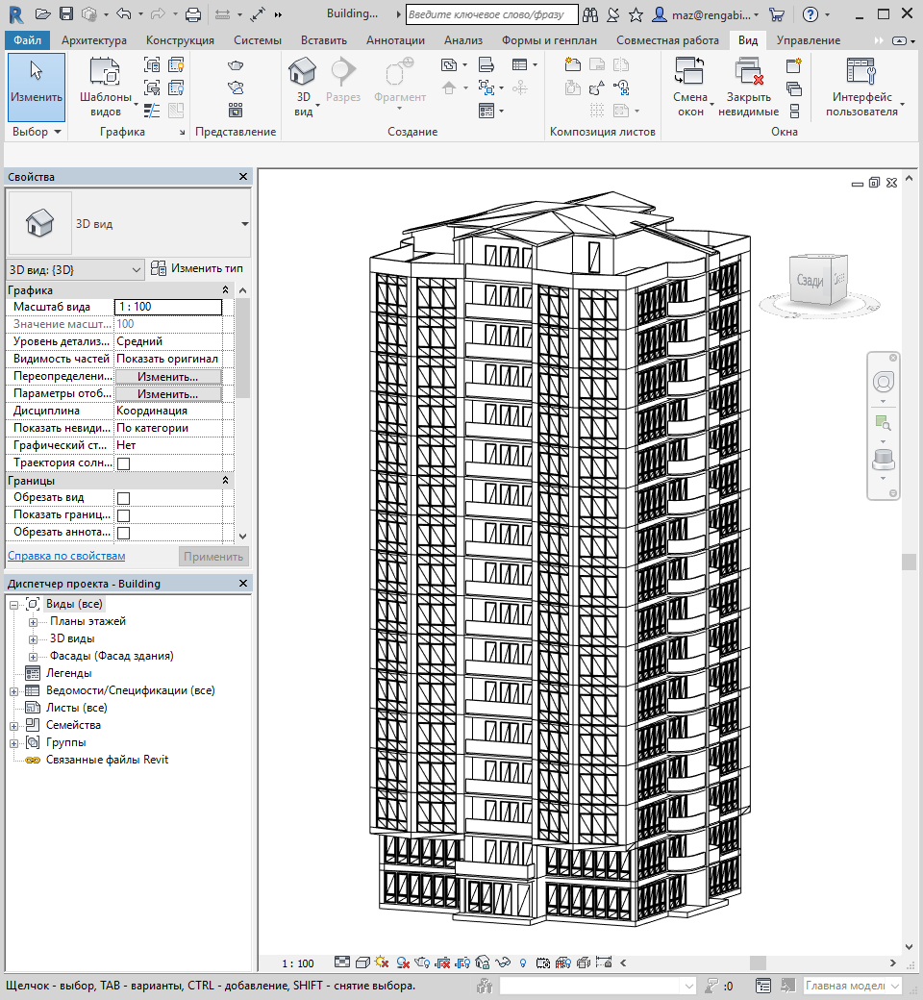 Building...
Введите ключевое слово/фразу
maz@rengabi...
Файл Архитектура Конструкция Системы Вставить Аннотации Анализ Формы и генплан Совместная работа Вид Управление
Изменить
Шаблоны видов
3D вид
Разрез
Фрагмент
Смена окон
Закрыть невидимые
Интерфейс пользователя
Выбор Графика Представление Создание Композиция листов Окна
Свойства
3D вид
3D вид: {3D} Изменить тип
Графика
Масштаб вида 1 : 100
Значение масшт... 100
Уровень детализ... Средний
Видимость частей Показать оригинал
Переопределени... Изменить...
Параметры отоб... Изменить...
Дисциплина Координация
Показать невиди... По категории
Графический ст... Нет
Траектория солн...
Границы
Обрезать вид
Показать границ...
Обрезать аннота...
Справка по свойствам Применить
Диспетчер проекта - Building
Виды (все)
Планы этажей
3D виды
Фасады (Фасад здания)
Легенды
Ведомости/Спецификации (все)
Листы (все)
Семейства
Группы
Связанные файлы Revit
Сзади
1 : 100
Щелчок - выбор, TAB - варианты, CTRL - добавление, SHIFT - снятие выбора.
:0
Главная модель